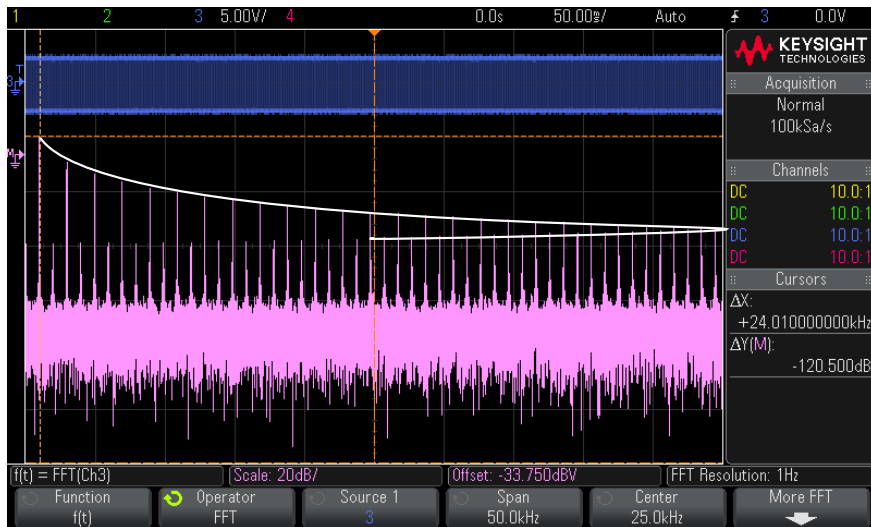 1 2 3 5.00V/ 4 0.0s 50.00ms/ Auto 3 0.0V
KEYSIGHT
TECHNOLOGIES
Acquisition
Normal
100kSa/s
Channels
DC 10.0:1
DC 10.0:1
DC 10.0:1
DC 10.0:1
Cursors
ΔX:
+24.010000000kHz
ΔY(M):
-120.500dB
T
3
M
f(t) = FFT(Ch3) Scale: 20dB/ Offset: -33.750dBV FFT Resolution: 1Hz
Function Operator Source 1 Span Center More FFT
f(t) FFT 3 50.0kHz 25.0kHz